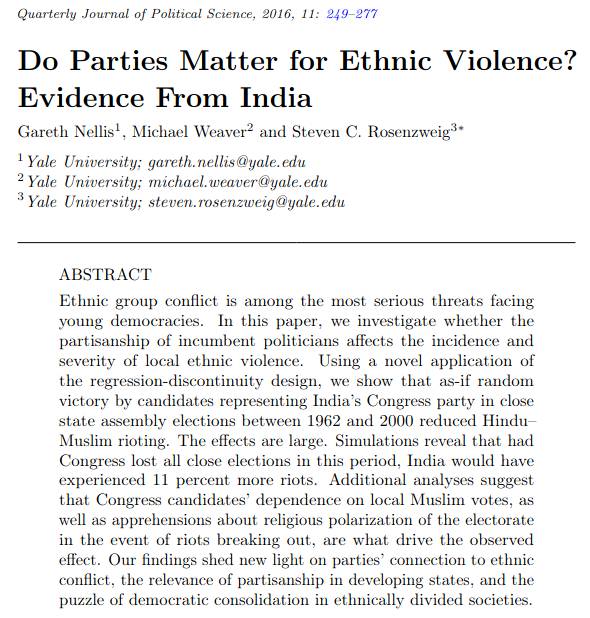 Quarterly Journal of Political Science, 2016, 11: 249–277
Do Parties Matter for Ethnic Violence?
Evidence From India
Gareth Nellis¹, Michael Weaver² and Steven C. Rosenzweig³*
¹ Yale University; gareth.nellis@yale.edu
² Yale University; michael.weaver@yale.edu
³ Yale University; steven.rosenzweig@yale.edu
ABSTRACT
Ethnic group conflict is among the most serious threats facing
young democracies. In this paper, we investigate whether the
partisanship of incumbent politicians affects the incidence and
severity of local ethnic violence. Using a novel application of
the regression-discontinuity design, we show that as-if random
victory by candidates representing India's Congress party in close
state assembly elections between 1962 and 2000 reduced Hindu–
Muslim rioting. The effects are large. Simulations reveal that had
Congress lost all close elections in this period, India would have
experienced 11 percent more riots. Additional analyses suggest
that Congress candidates' dependence on local Muslim votes, as
well as apprehensions about religious polarization of the electorate
in the event of riots breaking out, are what drive the observed
effect. Our findings shed new light on parties' connection to ethnic
conflict, the relevance of partisanship in developing states, and the
puzzle of democratic consolidation in ethnically divided societies.